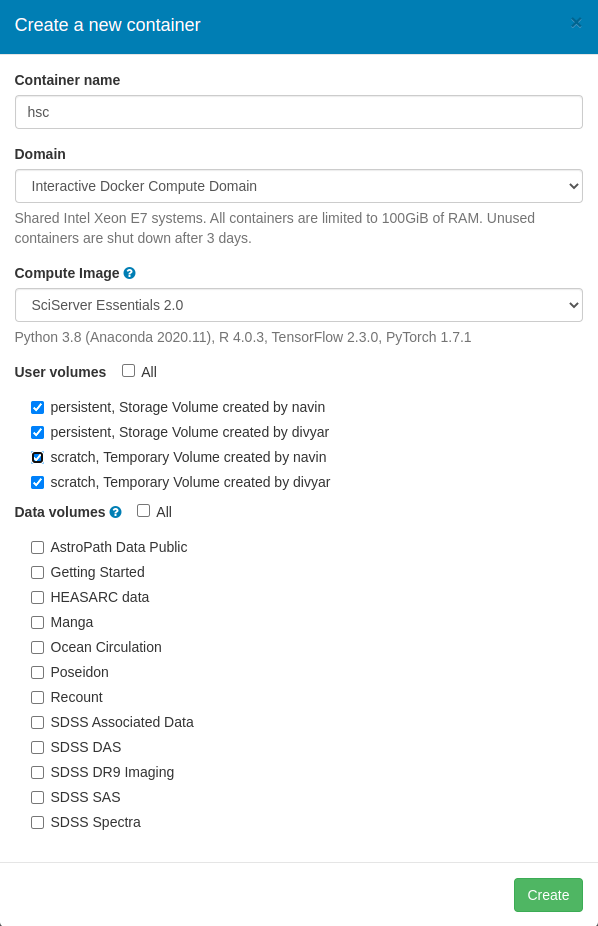 Create a new container ×
Container name
hsc
Domain
Interactive Docker Compute Domain
Shared Intel Xeon E7 systems. All containers are limited to 100GiB of RAM. Unused
containers are shut down after 3 days.
Compute Image ?
SciServer Essentials 2.0
Python 3.8 (Anaconda 2020.11), R 4.0.3, TensorFlow 2.3.0, PyTorch 1.7.1
User volumes All
persistent, Storage Volume created by navin
persistent, Storage Volume created by divyar
scratch, Temporary Volume created by navin
scratch, Temporary Volume created by divyar
Data volumes ? All
AstroPath Data Public
Getting Started
HEASARC data
Manga
Ocean Circulation
Poseidon
Recount
SDSS Associated Data
SDSS DAS
SDSS DR9 Imaging
SDSS SAS
SDSS Spectra
Create